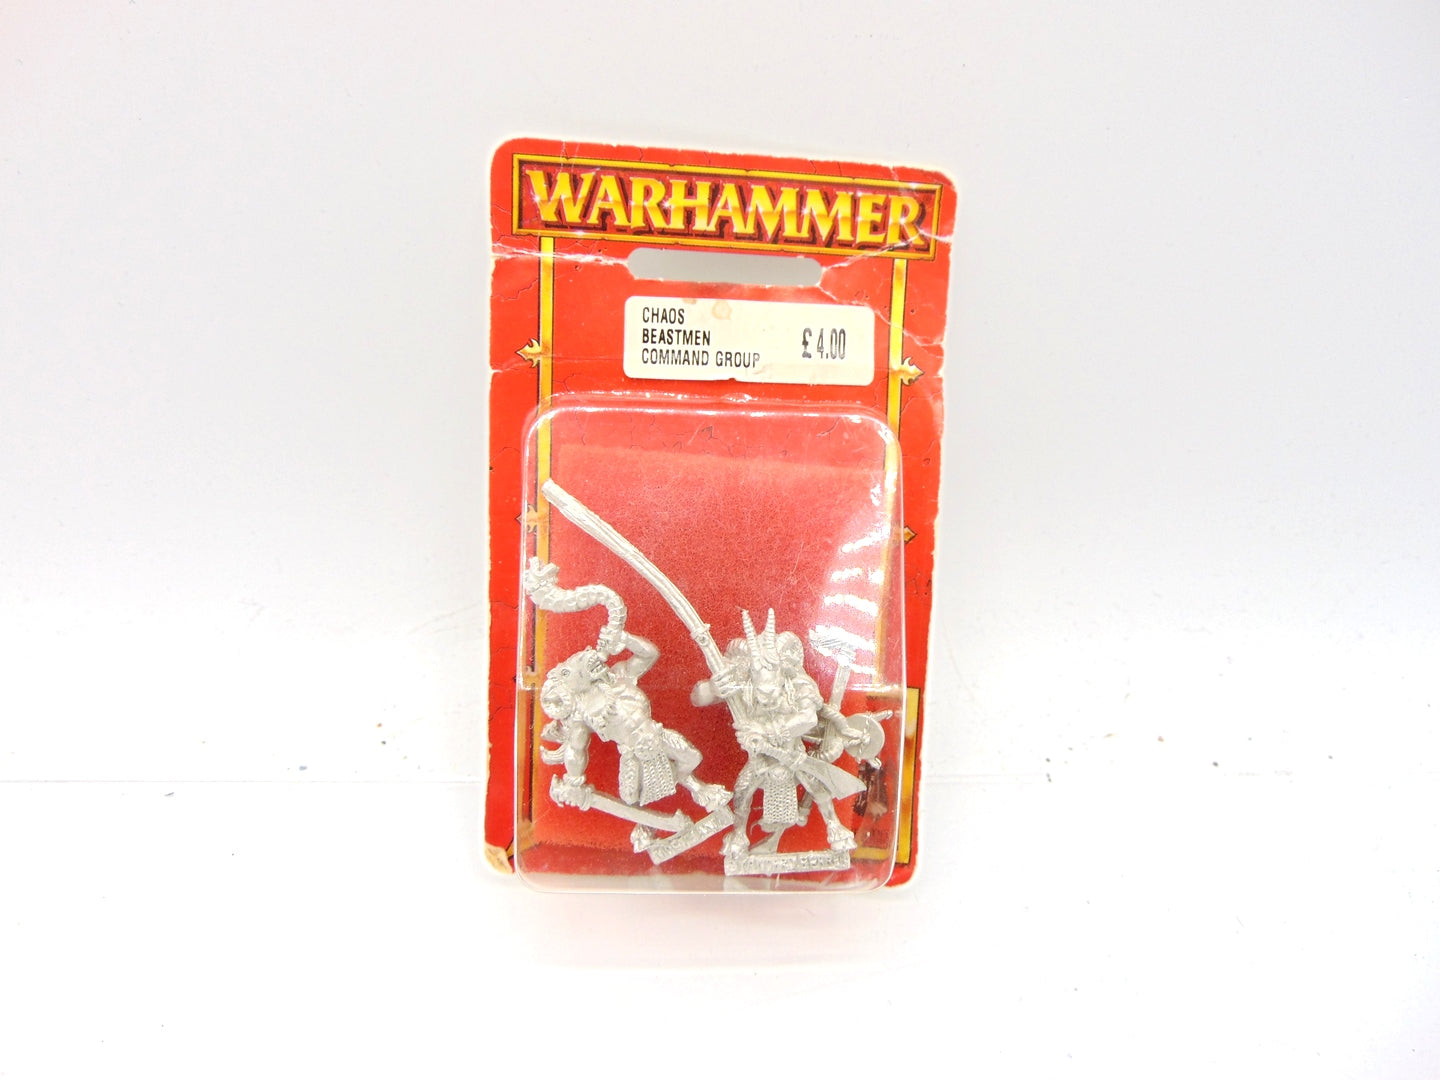 WARHAMMER
CHAOS
BEASTMEN
COMMAND GROUP
£4.00